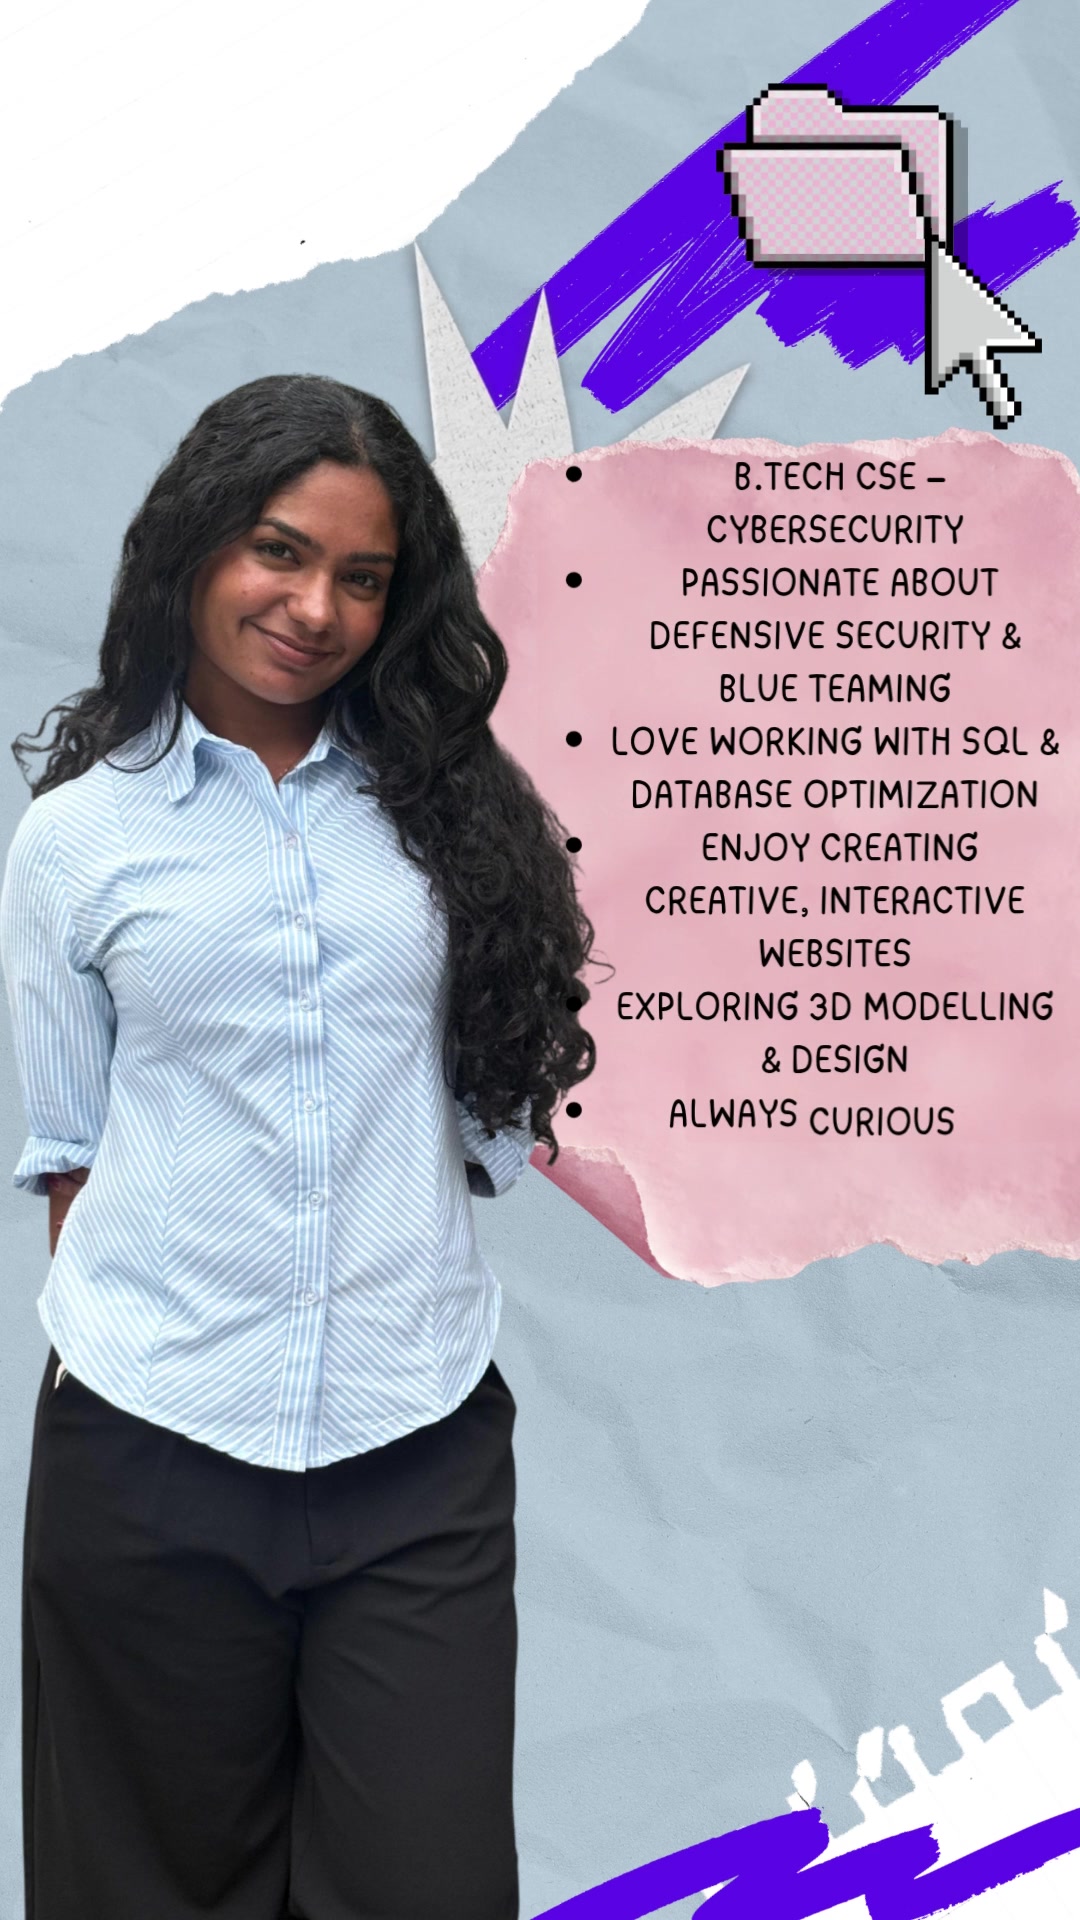 • B.TECH CSE –
CYBERSECURITY
• PASSIONATE ABOUT
DEFENSIVE SECURITY &
BLUE TEAMING
• LOVE WORKING WITH SQL &
DATABASE OPTIMIZATION
• ENJOY CREATING
CREATIVE, INTERACTIVE
WEBSITES
• EXPLORING 3D MODELLING
& DESIGN
• ALWAYS CURIOUS